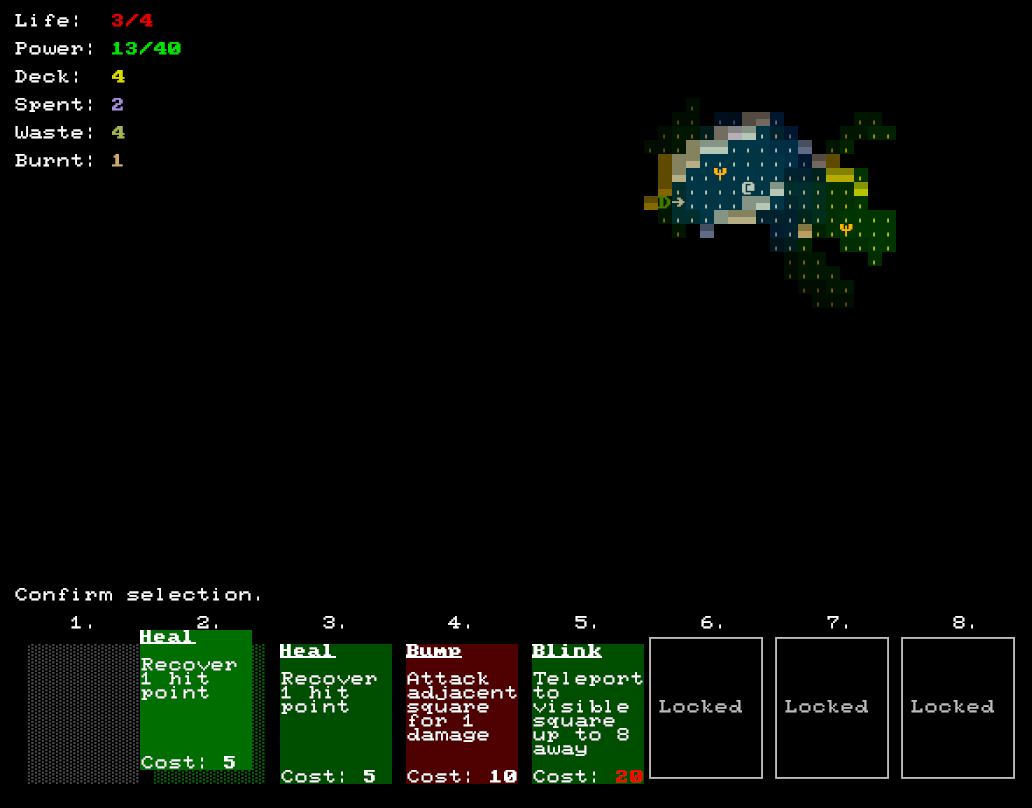 Life: 3/4
Power: 13/40
Deck: 4
Spent: 2
Waste: 4
Burnt: 1
ψ
@
D→
ψ
Confirm selection.
1. 2. 3. 4. 5. 6. 7. 8.
Heal
Recover
1 hit
point
Cost: 5
Heal
Recover
1 hit
point
Cost: 5
Bump
Attack
adjacent
square
for 1
damage
Cost: 10
Blink
Teleport
to
visible
square
up to 8
away
Cost: 20
Locked
Locked
Locked